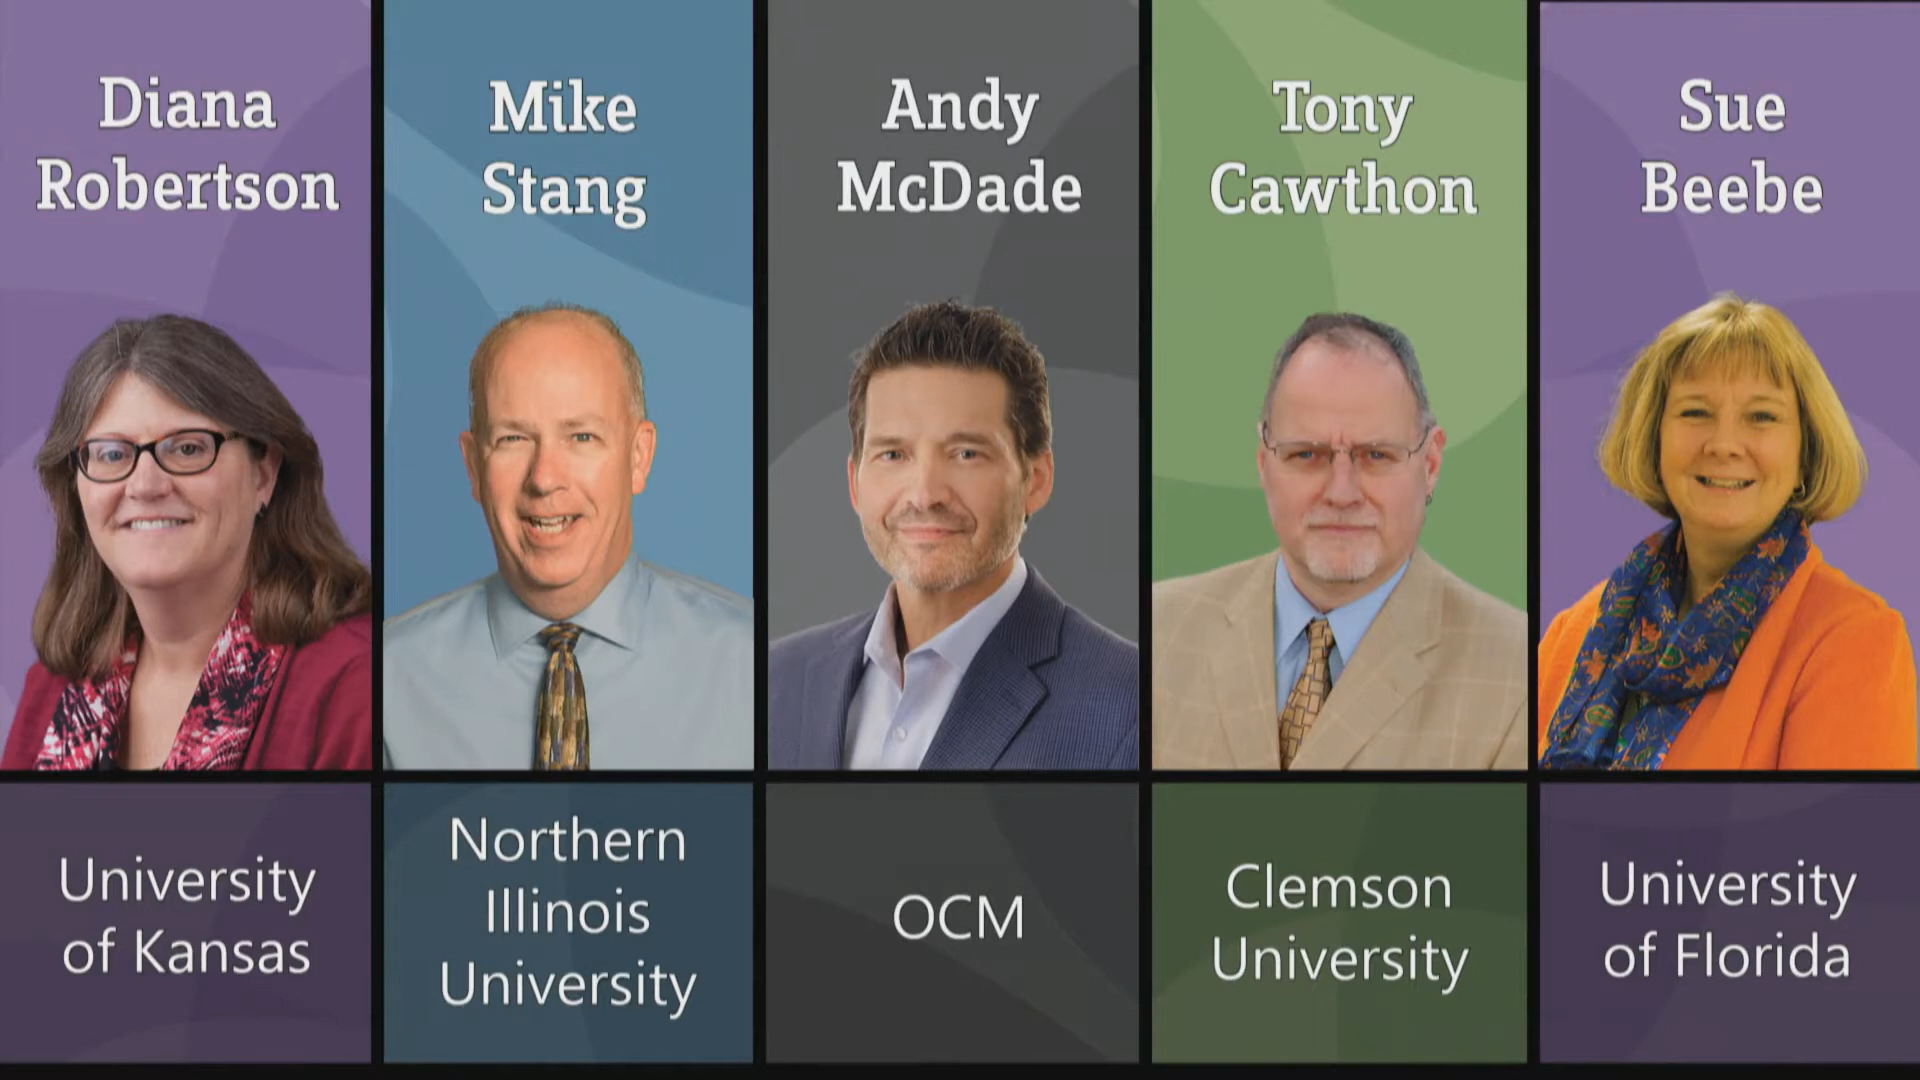 Diana
Robertson
Mike
Stang
Andy
McDade
Tony
Cawthon
Sue
Beebe
University
of Kansas
Northern
Illinois
University
OCM
Clemson
University
University
of Florida